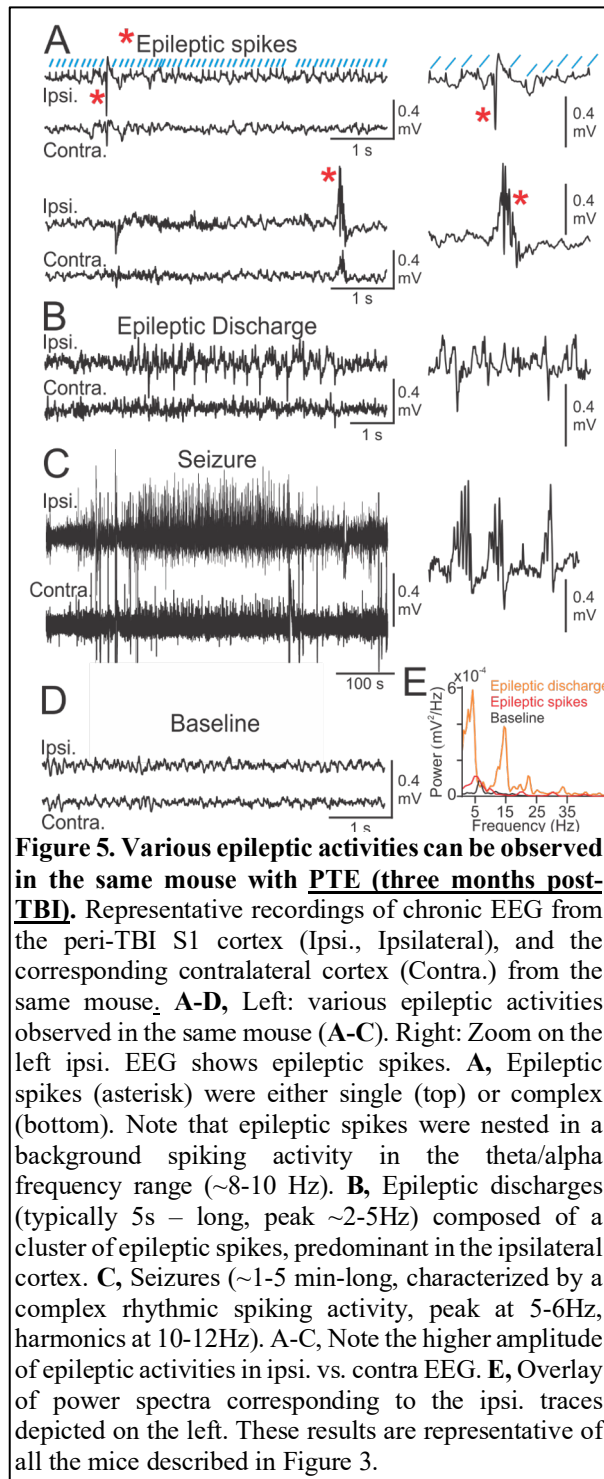 A
*Epileptic spikes
Ipsi.
*
Contra.
0.4
mV
1 s
*
0.4
mV
Ipsi.
*
Contra.
0.4
mV
1 s
*
0.4
mV
B
Epileptic Discharge
Ipsi.
Contra.
0.4
mV
1 s
0.4
mV
C
Seizure
Ipsi.
Contra.
0.4
mV
100 s
0.4
mV
D
Baseline
Ipsi.
Contra.
0.4
mV
1 s
E
x10-4
Epileptic discharge
Epileptic spikes
Baseline
Power (mV2/Hz)
6
0
5 15 25 35
Frequency (Hz)
Figure 5. Various epileptic activities can be observed
in the same mouse with PTE (three months post-
TBI). Representative recordings of chronic EEG from
the peri-TBI S1 cortex (Ipsi., Ipsilateral), and the
corresponding contralateral cortex (Contra.) from the
same mouse. A-D, Left: various epileptic activities
observed in the same mouse (A-C). Right: Zoom on the
left ipsi. EEG shows epileptic spikes. A, Epileptic
spikes (asterisk) were either single (top) or complex
(bottom). Note that epileptic spikes were nested in a
background spiking activity in the theta/alpha
frequency range (~8-10 Hz). B, Epileptic discharges
(typically 5s – long, peak ~2-5Hz) composed of a
cluster of epileptic spikes, predominant in the ipsilateral
cortex. C, Seizures (~1-5 min-long, characterized by a
complex rhythmic spiking activity, peak at 5-6Hz,
harmonics at 10-12Hz). A-C, Note the higher amplitude
of epileptic activities in ipsi. vs. contra EEG. E, Overlay
of power spectra corresponding to the ipsi. traces
depicted on the left. These results are representative of
all the mice described in Figure 3.